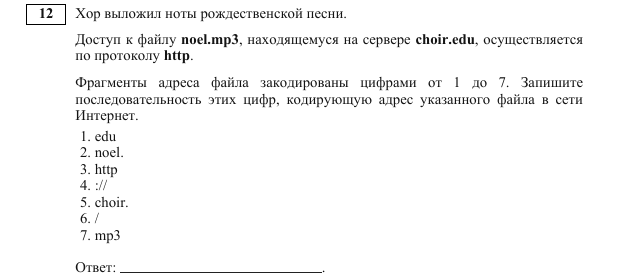 12 Хор выложил ноты рождественской песни.
Доступ к файлу noel.mp3, находящемуся на сервере choir.edu, осуществляется
по протоколу http.
Фрагменты адреса файла закодированы цифрами от 1 до 7. Запишите
последовательность этих цифр, кодирующую адрес указанного файла в сети
Интернет.
1. edu
2. noel.
3. http
4. ://
5. choir.
6. /
7. mp3
Ответ: ___________________________.